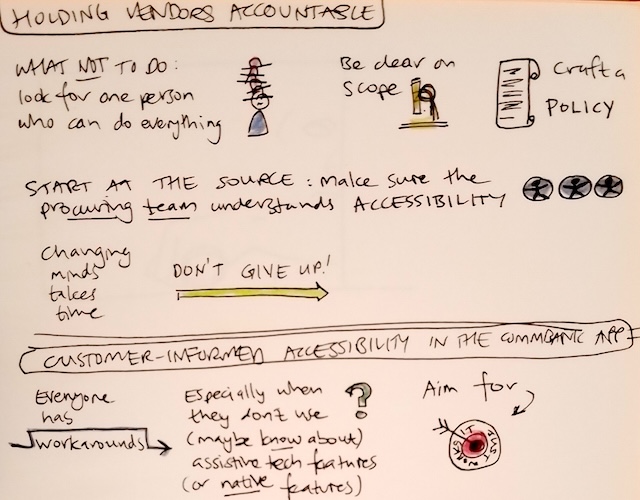 HOLDING VENDORS ACCOUNTABLE
WHAT NOT TO DO:
look for one person
who can do everything
Be clear on
SCOPE
Craft a
POLICY
START AT THE SOURCE: make sure the
procuring team understands ACCESSIBILITY
Changing
minds
takes
time
DON'T GIVE UP!
CUSTOMER-INFORMED ACCESSIBILITY IN THE COMMBANK APP
Everyone
has
workarounds
Especially when
they don't use
(maybe know about)
assistive tech features
(or native features)
?
Aim for
IT JUST
WORKS